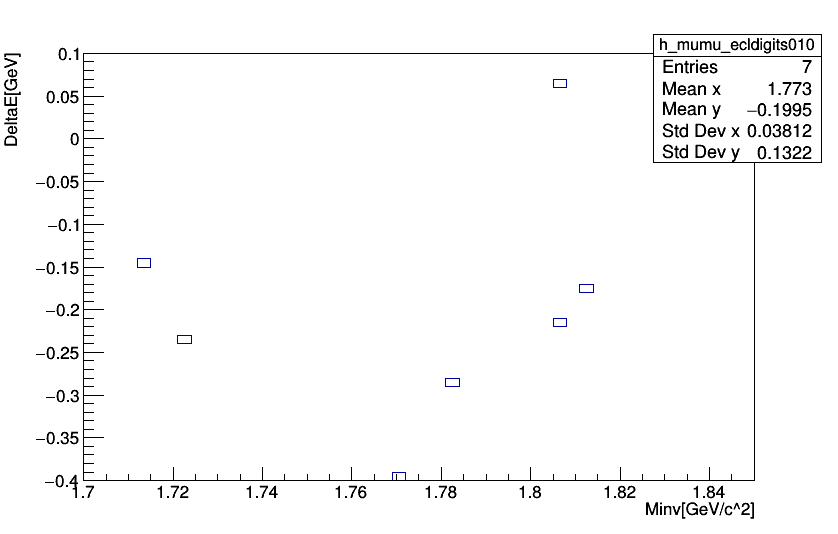 h_mumu_ecldigits010
Entries 7
Mean x 1.773
Mean y −0.1995
Std Dev x 0.03812
Std Dev y 0.1322
DeltaE[GeV]
0.1
0.05
0
−0.05
−0.1
−0.15
−0.2
−0.25
−0.3
−0.35
−0.4
1.7 1.72 1.74 1.76 1.78 1.8 1.82 1.84
Minv[GeV/c^2]